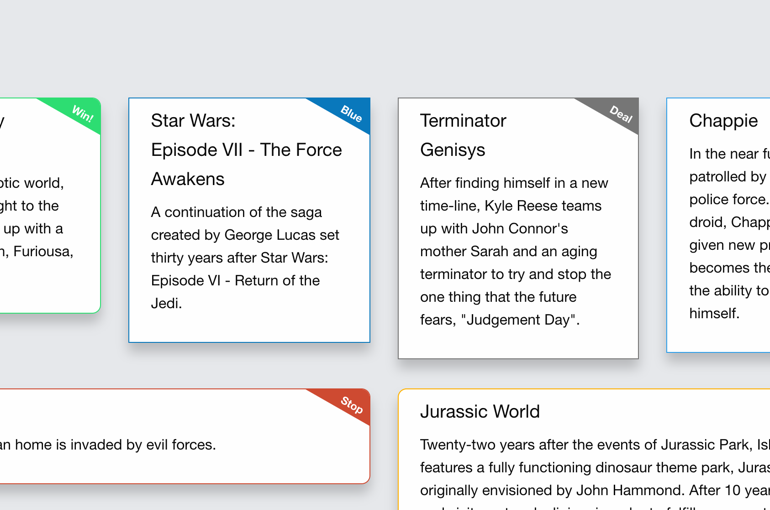 Win!
otic world,
ght to the
up with a
n, Furiousa,
Blue
Star Wars:
Episode VII - The Force
Awakens
A continuation of the saga
created by George Lucas set
thirty years after Star Wars:
Episode VI - Return of the
Jedi.
Deal
Terminator
Genisys
After finding himself in a new
time-line, Kyle Reese teams
up with John Connor's
mother Sarah and an aging
terminator to try and stop the
one thing that the future
fears, "Judgement Day".
Chappie
In the near fu
patrolled by
police force.
droid, Chapp
given new pr
becomes the
the ability to
himself.
Stop
an home is invaded by evil forces.
Jurassic World
Twenty-two years after the events of Jurassic Park, Isl
features a fully functioning dinosaur theme park, Juras
originally envisioned by John Hammond. After 10 year